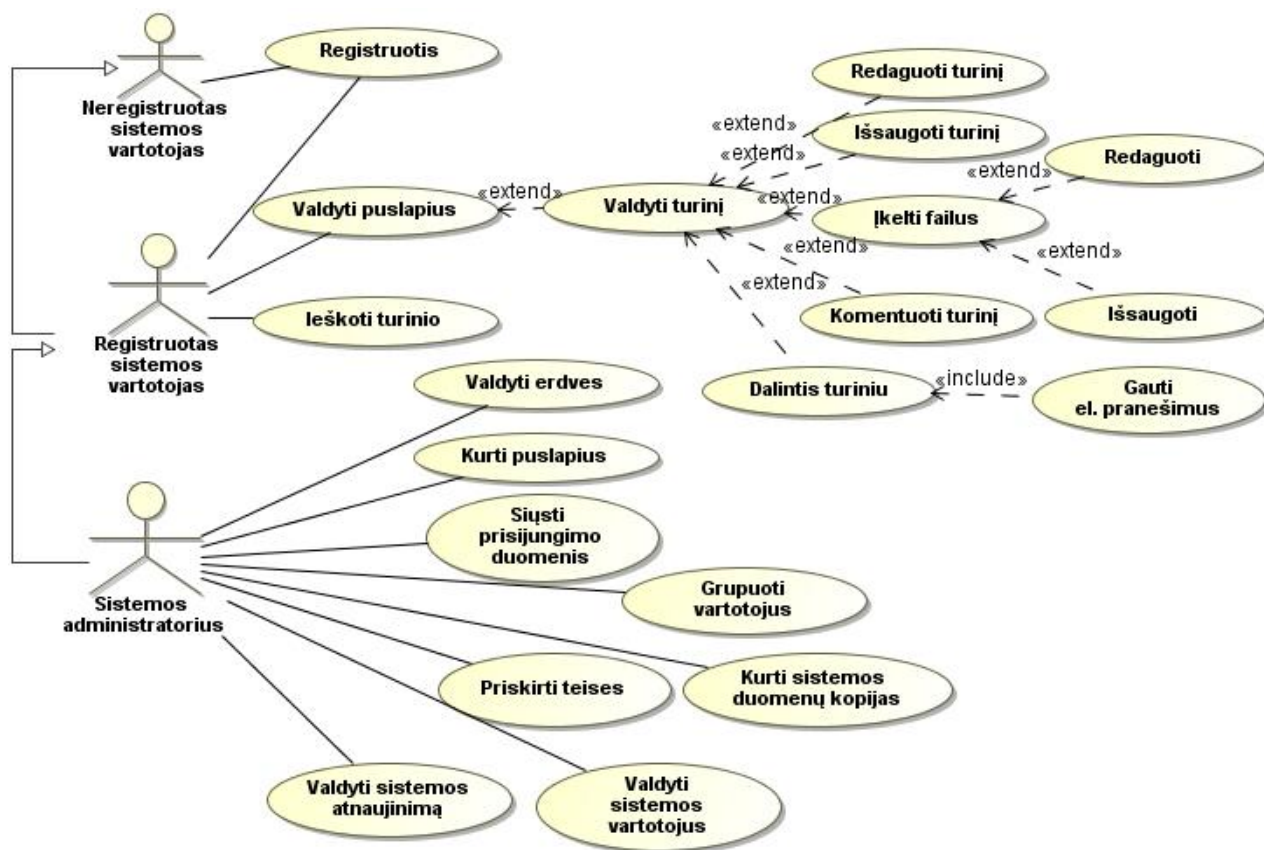 Registruotis
Neregistruotas
sistemos
vartotojas
Redaguoti turinį
«extend»
Išsaugoti turinį
«extend»
Redaguoti
«extend»
Valdyti puslapius
«extend»
Valdyti turinį
«extend»
Įkelti failus
«extend»
«extend»
«extend»
Ieškoti turinio
Komentuoti turinį
Išsaugoti
Registruotas
sistemos
vartotojas
Valdyti erdves
Dalintis turiniu
«include»
Gauti
el. pranešimus
Kurti puslapius
Siųsti
prisijungimo
duomenis
Grupuoti
vartotojus
Sistemos
administratorius
Priskirti teises
Kurti sistemos
duomenų kopijas
Valdyti sistemos
atnaujinimą
Valdyti
sistemos
vartotojus